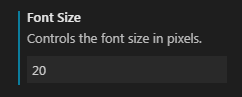 Font Size
Controls the font size in pixels.
20